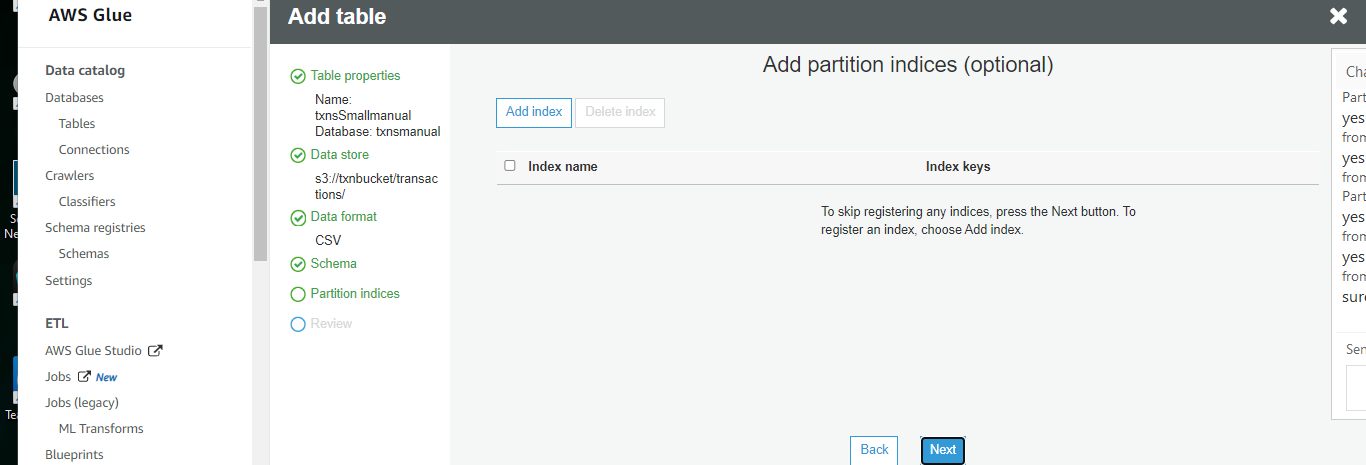 AWS Glue
Data catalog
Databases
Tables
Connections
Crawlers
Classifiers
Schema registries
Schemas
Settings
ETL
AWS Glue Studio
Jobs New
Jobs (legacy)
ML Transforms
Blueprints
Add table
Table properties
Name:
txnsSmallmanual
Database: txnsmanual
Data store
s3://txnbucket/transac
tions/
Data format
CSV
Schema
Partition indices
Review
Add partition indices (optional)
Add index Delete index
Index name Index keys
To skip registering any indices, press the Next button. To
register an index, choose Add index.
Back Next
yes
from
yes
from
yes
from
yes
from